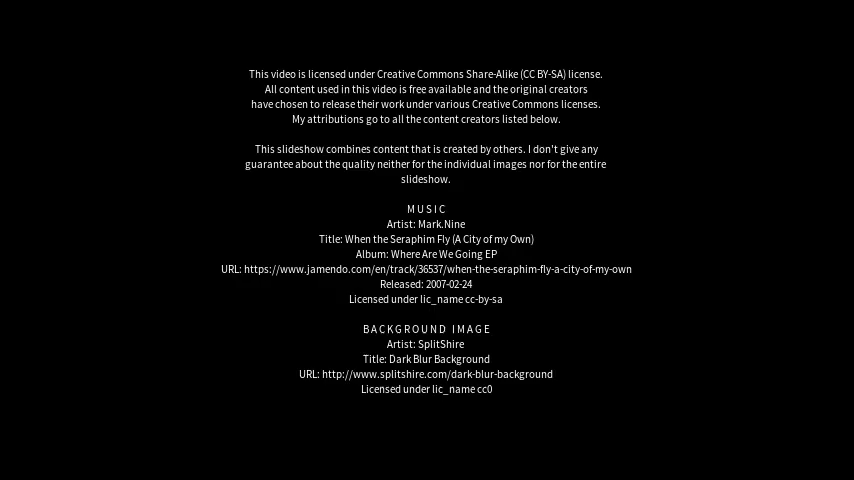 This video is licensed under Creative Commons Share-Alike (CC BY-SA) license.
All content used in this video is free available and the original creators
have chosen to release their work under various Creative Commons licenses.
My attributions go to all the content creators listed below.
This slideshow combines content that is created by others. I don't give any
guarantee about the quality neither for the individual images nor for the entire
slideshow.
MUSIC
Artist: Mark.Nine
Title: When the Seraphim Fly (A City of my Own)
Album: Where Are We Going EP
URL: https://www.jamendo.com/en/track/36537/when-the-seraphim-fly-a-city-of-my-own
Released: 2007-02-24
Licensed under lic_name cc-by-sa
BACKGROUND IMAGE
Artist: SplitShire
Title: Dark Blur Background
URL: http://www.splitshire.com/dark-blur-background
Licensed under lic_name cc0